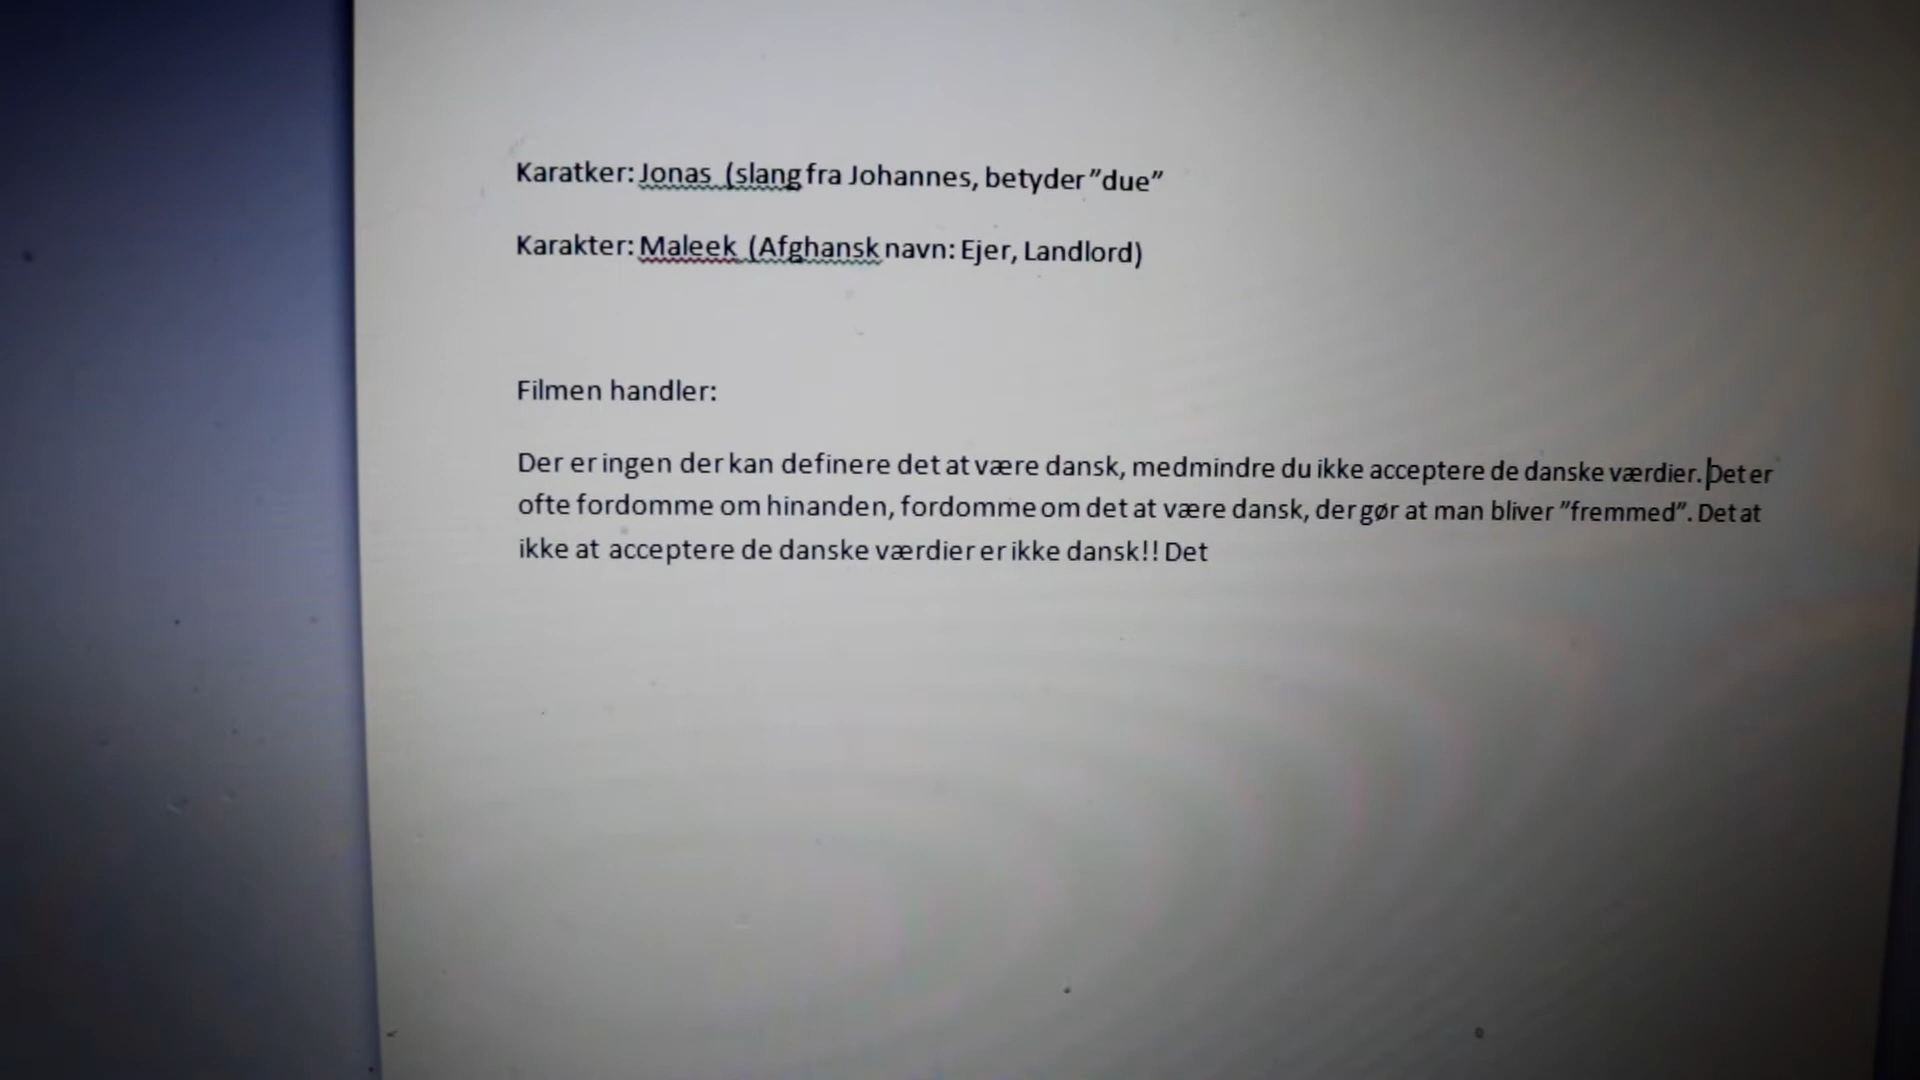 Karatker: Jonas  (slang fra Johannes, betyder ”due”
Karakter: Maleek  (Afghansk navn: Ejer, Landlord)
Filmen handler:
Der er ingen der kan definere det at være dansk, medmindre du ikke acceptere de danske værdier. Det er
ofte fordomme om hinanden, fordomme om det at være dansk, der gør at man bliver ”fremmed”. Det at
ikke at acceptere de danske værdier er ikke dansk!! Det